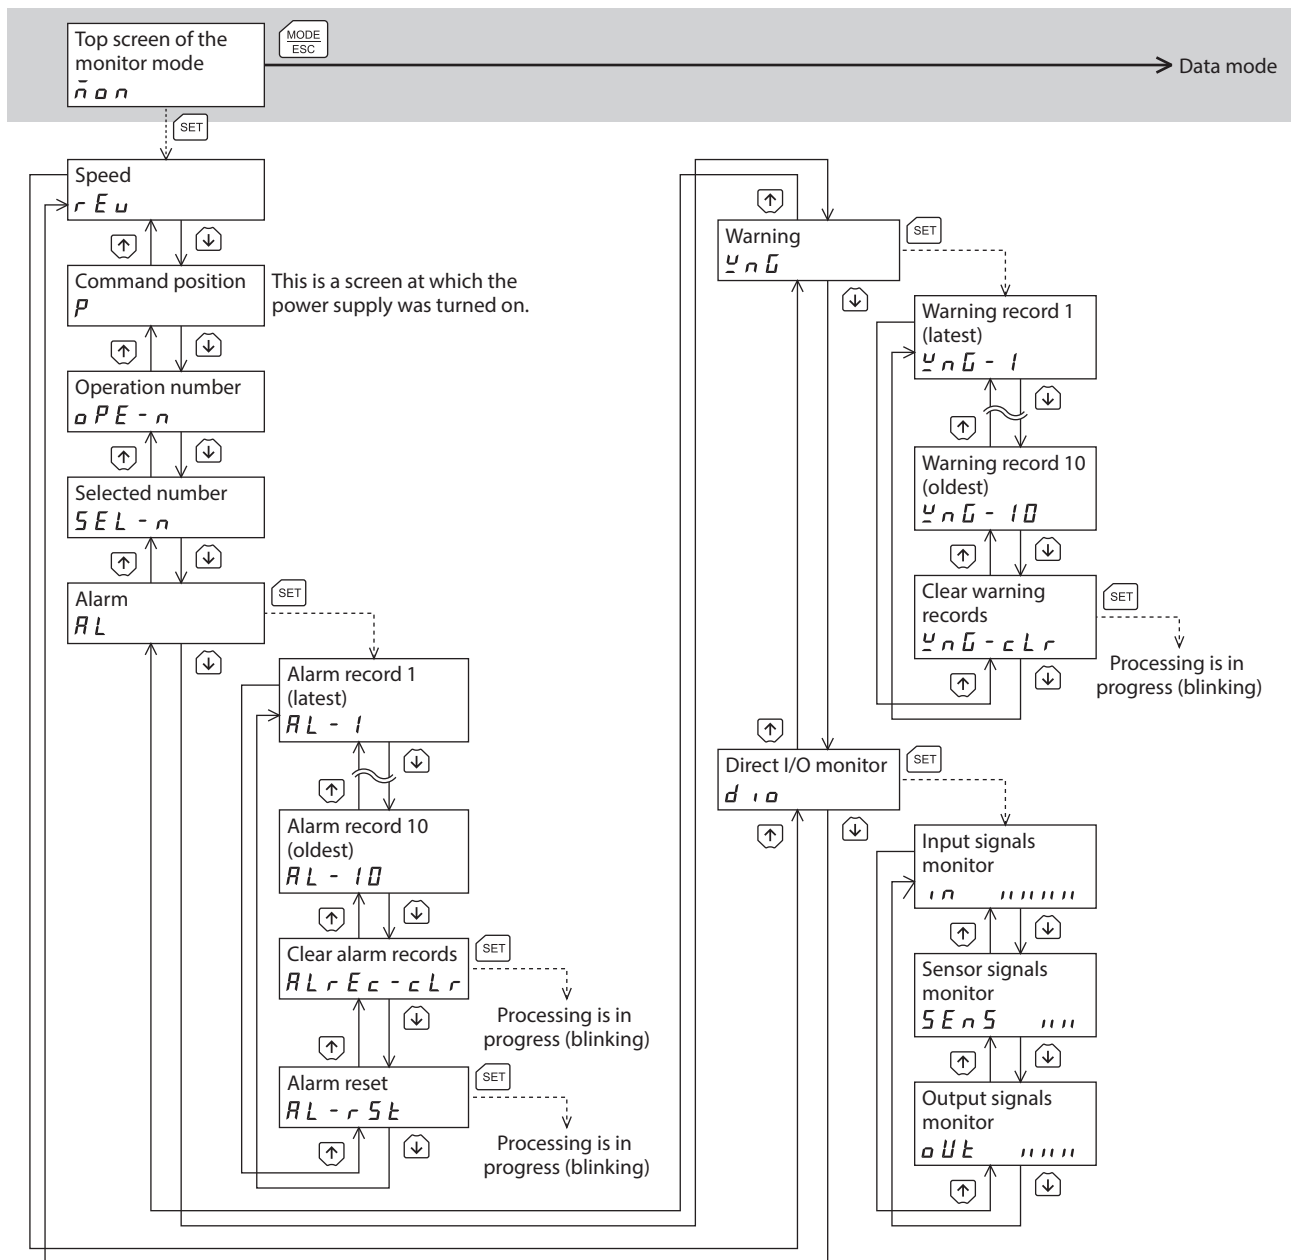 Top screen of the
monitor mode
ñon
MODE
ESC
Data mode
SET
Speed
rEv
Command position
P
This is a screen at which the
power supply was turned on.
Operation number
oPE-n
Selected number
SEL-n
Alarm
AL
SET
Alarm record 1
(latest)
AL-1
Alarm record 10
(oldest)
AL-10
Clear alarm records
ALrEc-cLr
SET
Processing is in
progress (blinking)
Alarm reset
AL-rSt
SET
Processing is in
progress (blinking)
Warning
WnG
SET
Warning record 1
(latest)
WnG-1
Warning record 10
(oldest)
WnG-10
Clear warning
records
WnG-cLr
SET
Processing is in
progress (blinking)
Direct I/O monitor
dio
SET
Input signals
monitor
in
Sensor signals
monitor
SEnS
Output signals
monitor
oUt